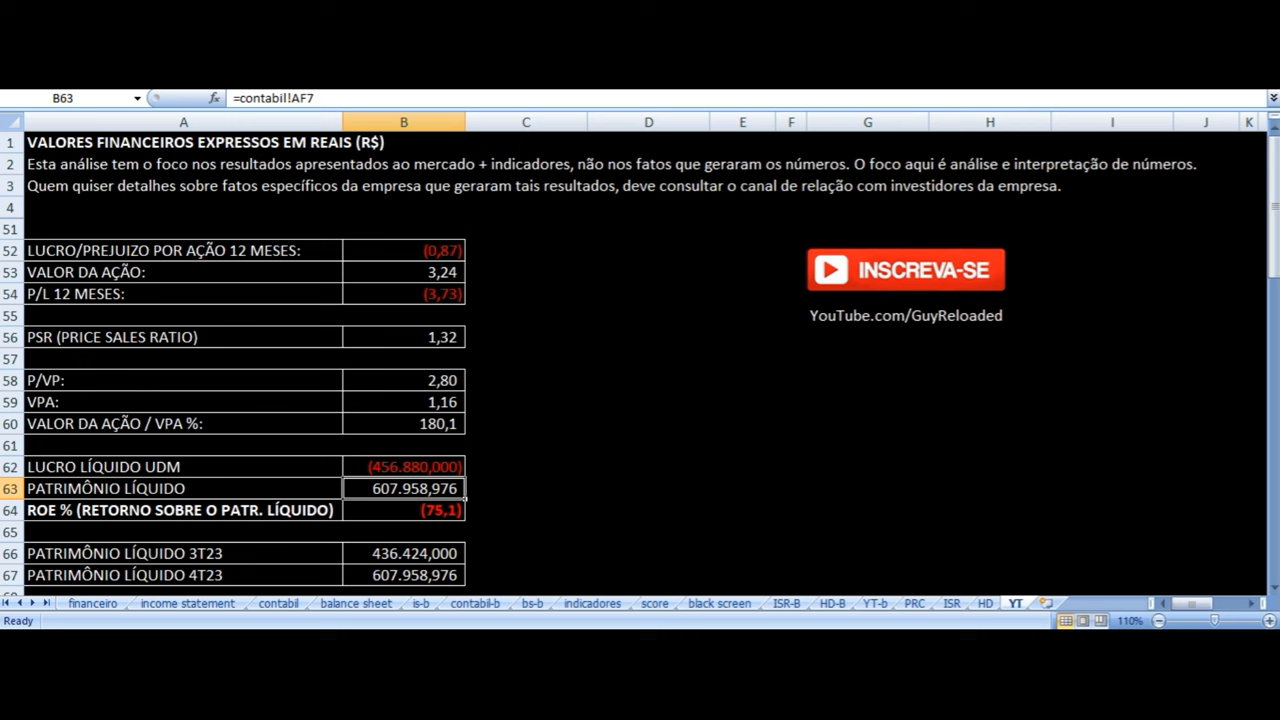 B63 fx =contabil!AF7
A B C D E F G H I J K
1 VALORES FINANCEIROS EXPRESSOS EM REAIS (R$)
2 Esta análise tem o foco nos resultados apresentados ao mercado + indicadores, não nos fatos que geraram os números. O foco aqui é análise e interpretação de números.
3 Quem quiser detalhes sobre fatos específicos da empresa que geraram tais resultados, deve consultar o canal de relação com investidores da empresa.
4
51
52 LUCRO/PREJUIZO POR AÇÃO 12 MESES: (0,87)
53 VALOR DA AÇÃO: 3,24
INSCREVA-SE
54 P/L 12 MESES: (3,73)
55
YouTube.com/GuyReloaded
56 PSR (PRICE SALES RATIO) 1,32
57
58 P/VP: 2,80
59 VPA: 1,16
60 VALOR DA AÇÃO / VPA %: 180,1
61
62 LUCRO LÍQUIDO UDM (456.880,000)
63 PATRIMÔNIO LÍQUIDO 607.958,976
64 ROE % (RETORNO SOBRE O PATR. LÍQUIDO) (75,1)
65
66 PATRIMÔNIO LÍQUIDO 3T23 436.424,000
67 PATRIMÔNIO LÍQUIDO 4T23 607.958,976
financeiro income statement contabil balance sheet is-b contabil-b bs-b indicadores score black screen ISR-B HD-B YT-b PRC ISR HD YT
Ready 110%